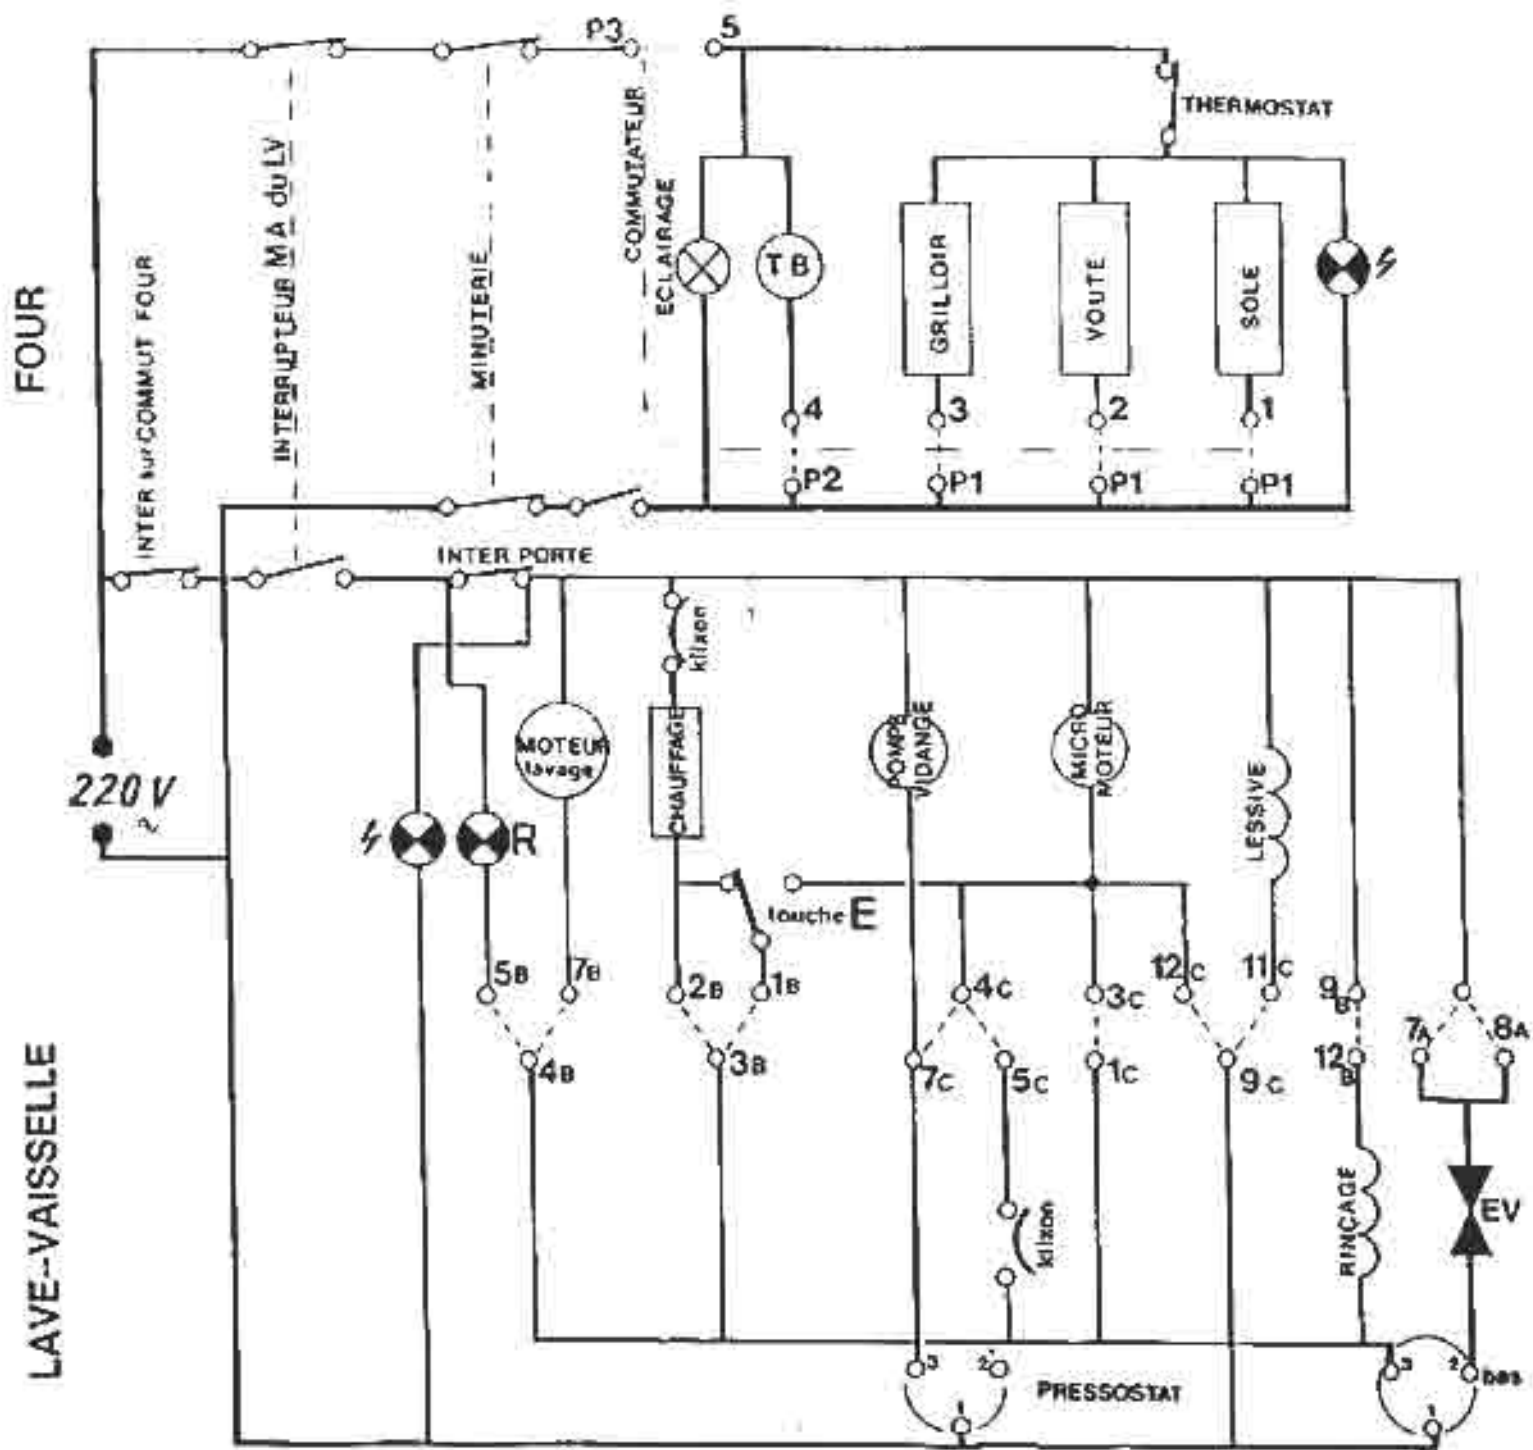 P3
5
THERMOSTAT
COMMUTATEUR
ECLAIRAGE
INTERRUPTEUR MA du LV
MINUTERIE
INTER sur COMMUT FOUR
FOUR
TB
GRILLOIR
VOUTE
SOLE
4
3
2
1
P2
P1
P1
P1
INTER PORTE
klixon
220 V
~
MOTEUR
lavage
CHAUFFAGE
POMPE
VIDANGE
MICRO
MOTEUR
LESSIVE
R
touche E
5B
7B
2B
1B
4C
3C
12C
11C
9B
7A
8A
4B
3B
7C
5C
1C
9C
12B
klixon
RINÇAGE
EV
LAVE--VAISSELLE
3
2
PRESSOSTAT
3
2
bas
1